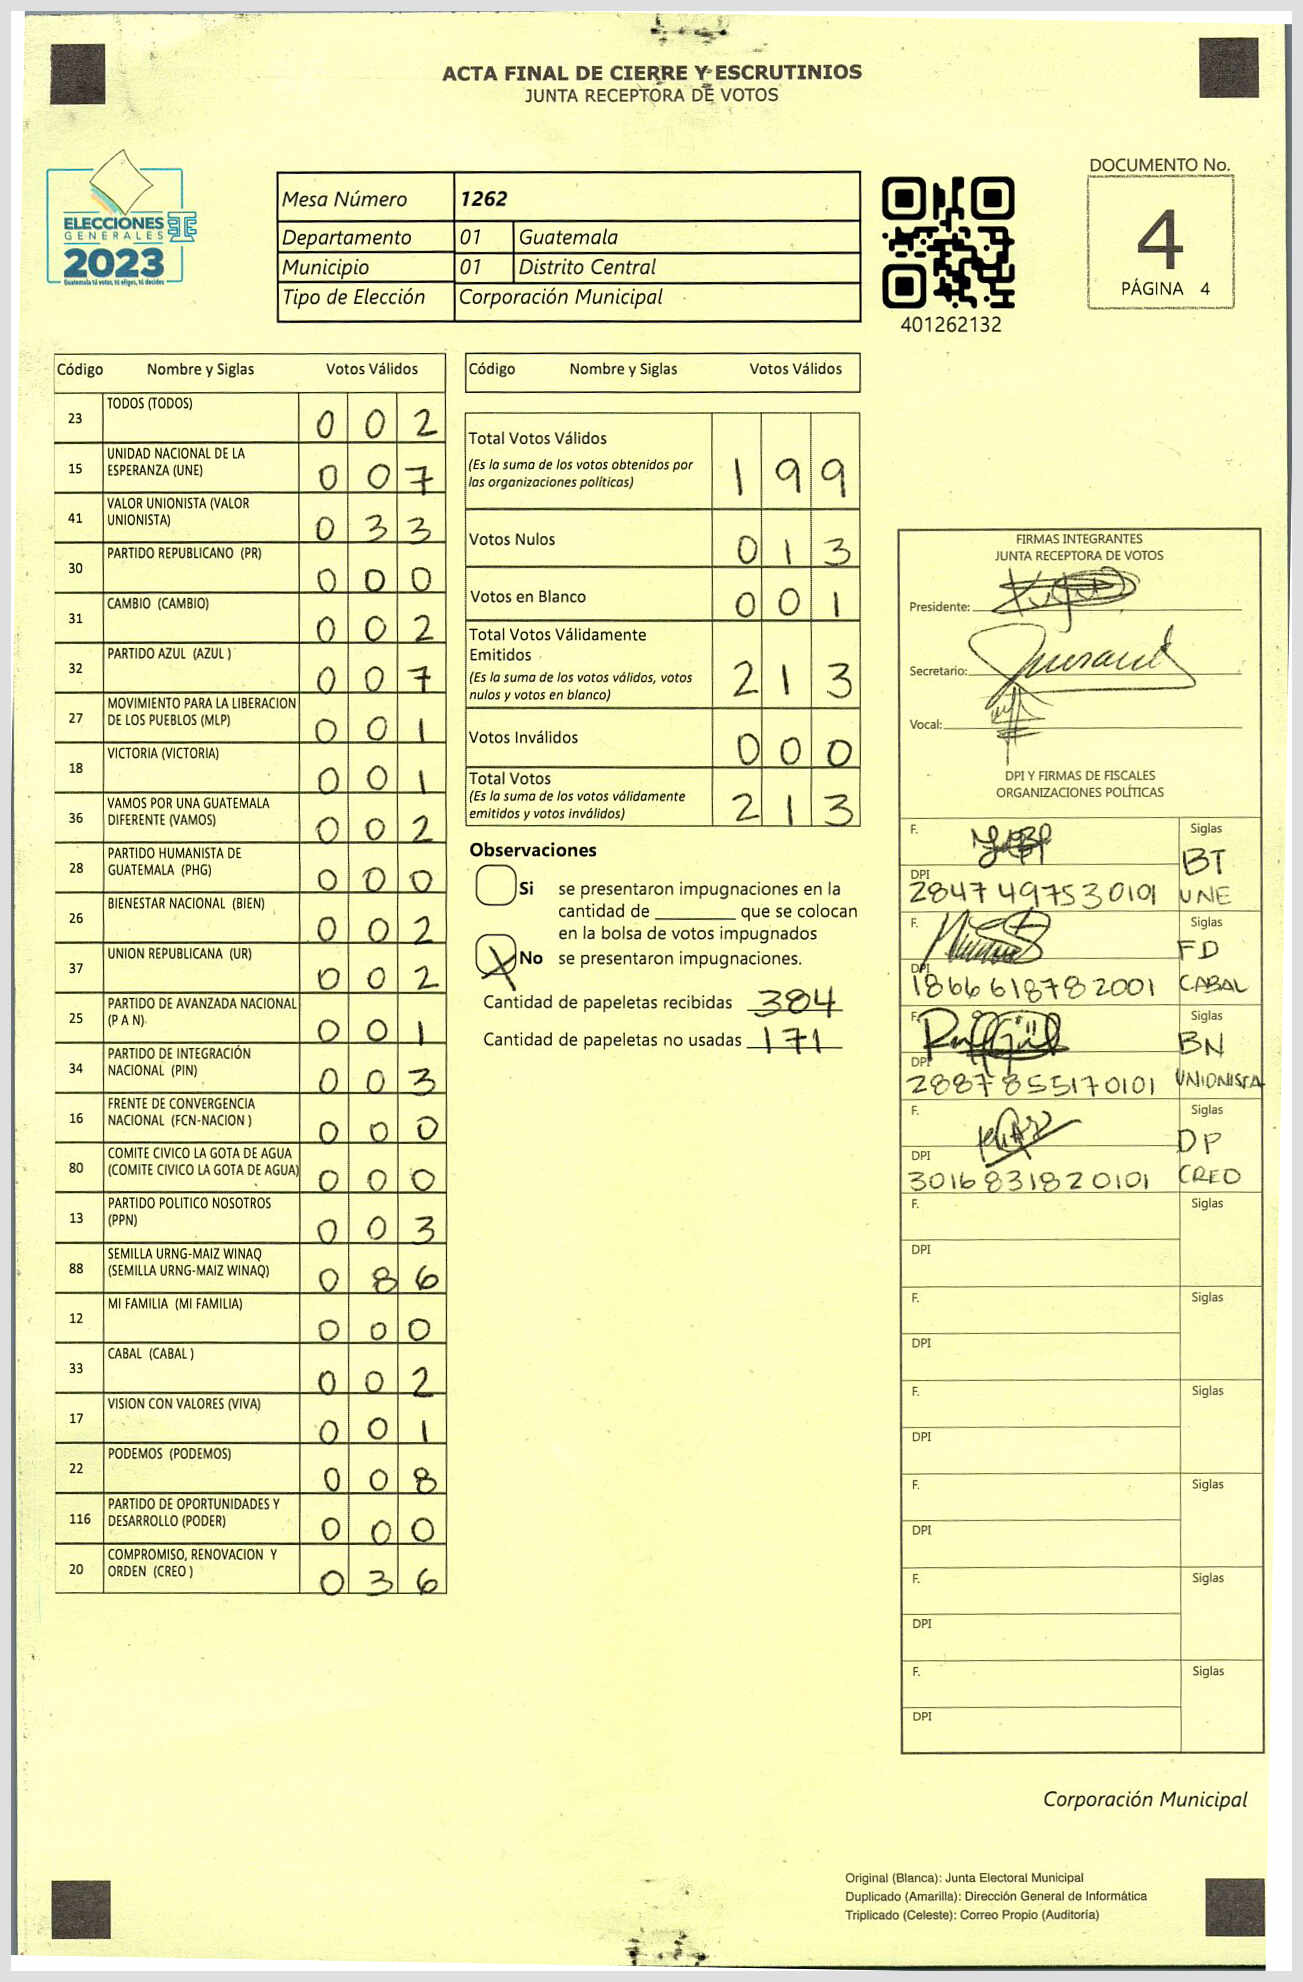 ACTA FINAL DE CIERRE Y ESCRUTINIOS
JUNTA RECEPTORA DE VOTOS
ELECCIONES
GENERALES
2023
Guatemala tú votas, tú eliges, tú decides
Mesa Número 1262
Departamento 01 Guatemala
Municipio 01 Distrito Central
Tipo de Elección Corporación Municipal
401262132
DOCUMENTO No.
4
PÁGINA 4
Código Nombre y Siglas Votos Válidos
23 TODOS (TODOS) 0 0 2
15 UNIDAD NACIONAL DE LA
ESPERANZA (UNE) 0 0 7
41 VALOR UNIONISTA (VALOR
UNIONISTA) 0 3 3
30 PARTIDO REPUBLICANO (PR) 0 0 0
31 CAMBIO (CAMBIO) 0 0 2
32 PARTIDO AZUL (AZUL ) 0 0 7
27 MOVIMIENTO PARA LA LIBERACION
DE LOS PUEBLOS (MLP) 0 0 1
18 VICTORIA (VICTORIA) 0 0 1
36 VAMOS POR UNA GUATEMALA
DIFERENTE (VAMOS) 0 0 2
28 PARTIDO HUMANISTA DE
GUATEMALA (PHG) 0 0 0
26 BIENESTAR NACIONAL (BIEN) 0 0 2
37 UNION REPUBLICANA (UR) 0 0 2
25 PARTIDO DE AVANZADA NACIONAL
(P A N) 0 0 1
34 PARTIDO DE INTEGRACIÓN
NACIONAL (PIN) 0 0 3
16 FRENTE DE CONVERGENCIA
NACIONAL (FCN-NACION ) 0 0 0
80 COMITE CIVICO LA GOTA DE AGUA
(COMITE CIVICO LA GOTA DE AGUA) 0 0 0
13 PARTIDO POLITICO NOSOTROS
(PPN) 0 0 3
88 SEMILLA URNG-MAIZ WINAQ
(SEMILLA URNG-MAIZ WINAQ) 0 8 6
12 MI FAMILIA (MI FAMILIA) 0 0 0
33 CABAL (CABAL ) 0 0 2
17 VISION CON VALORES (VIVA) 0 0 1
22 PODEMOS (PODEMOS) 0 0 8
116 PARTIDO DE OPORTUNIDADES Y
DESARROLLO (PODER) 0 0 0
20 COMPROMISO, RENOVACION Y
ORDEN (CREO ) 0 3 6
Código Nombre y Siglas Votos Válidos
Total Votos Válidos
(Es la suma de los votos obtenidos por
las organizaciones políticas) 1 9 9
Votos Nulos 0 1 3
Votos en Blanco 0 0 1
Total Votos Válidamente
Emitidos
(Es la suma de los votos válidos, votos
nulos y votos en blanco) 2 1 3
Votos Inválidos 0 0 0
Total Votos
(Es la suma de los votos válidamente
emitidos y votos inválidos) 2 1 3
Observaciones
Si se presentaron impugnaciones en la
cantidad de ________ que se colocan
en la bolsa de votos impugnados
X No se presentaron impugnaciones.
Cantidad de papeletas recibidas 384
Cantidad de papeletas no usadas 171
FIRMAS INTEGRANTES
JUNTA RECEPTORA DE VOTOS
Presidente:
Secretario:
Vocal:
DPI Y FIRMAS DE FISCALES
ORGANIZACIONES POLÍTICAS
F. Siglas
BT
DPI
2847 49753 0101 UNE
F. Siglas
FD
DPI
1866 61878 2001 CABAL
F. Siglas
BN
DPI
2887 85517 0101 UNIONISTA
F. Siglas
DP
DPI
3016 83182 0101 CREO
F. Siglas
DPI
F. Siglas
DPI
F. Siglas
DPI
F. Siglas
DPI
F. Siglas
DPI
F. Siglas
DPI
Corporación Municipal
Original (Blanca): Junta Electoral Municipal
Duplicado (Amarilla): Dirección General de Informática
Triplicado (Celeste): Correo Propio (Auditoría)